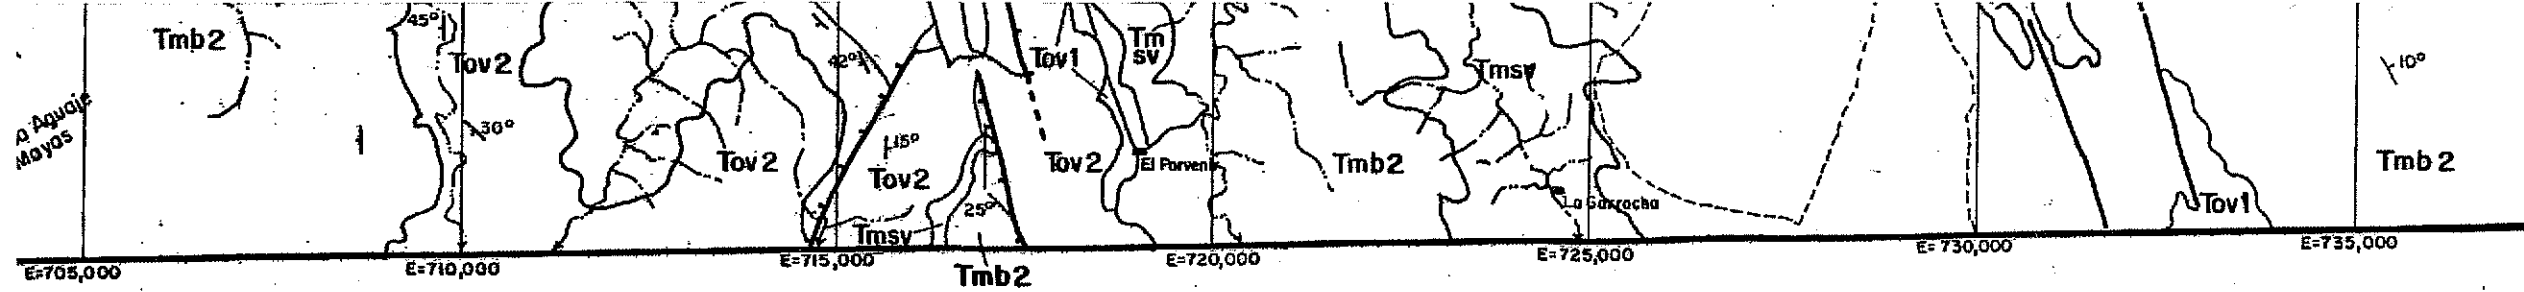 45°
Tmb2
Tov2
42°
Tov1
Tm
sv
Tmsv
10°
Aguaje
Mayas
30°
15°
Tov2
Tov2
Tov2
El Porvenir
Tmb2
Tmb2
25°
La Garrocha
Tov1
Tmsv
E=705,000
E=710,000
E=715,000
E=720,000
E=725,000
E=730,000
E=735,000
Tmb2